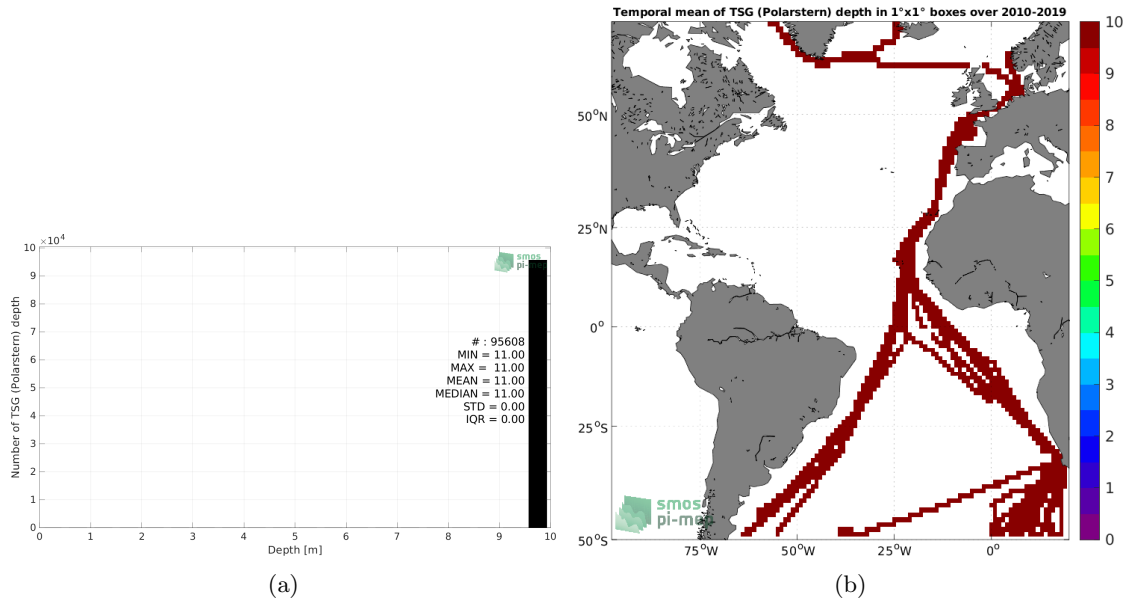 ×10⁴
10
9
8
7
6
5
4
3
2
1
0
Number of TSG (Polarstern) depth
smos
pi-mep
# : 95608
MIN = 11.00
MAX = 11.00
MEAN = 11.00
MEDIAN = 11.00
STD = 0.00
IQR = 0.00
0 1 2 3 4 5 6 7 8 9 10
Depth [m]
(a)
Temporal mean of TSG (Polarstern) depth in 1°x1° boxes over 2010-2019
50°N
25°N
0°
25°S
50°S
75°W 50°W 25°W 0°
smos
pi-mep
10
9
8
7
6
5
4
3
2
1
0
(b)